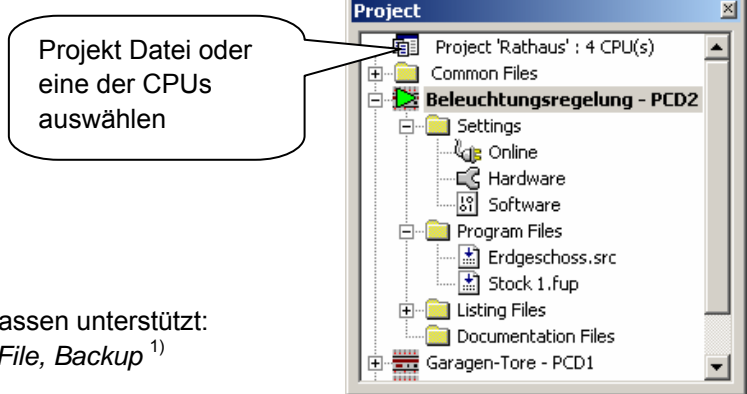 Projekt Datei oder
eine der CPUs
auswählen
Project
Project 'Rathaus' : 4 CPU(s)
Common Files
Beleuchtungsregelung - PCD2
Settings
Online
Hardware
Software
Program Files
Erdgeschoss.src
Stock 1.fup
Listing Files
Documentation Files
Garagen-Tore - PCD1
assen unterstützt:
File, Backup 1)